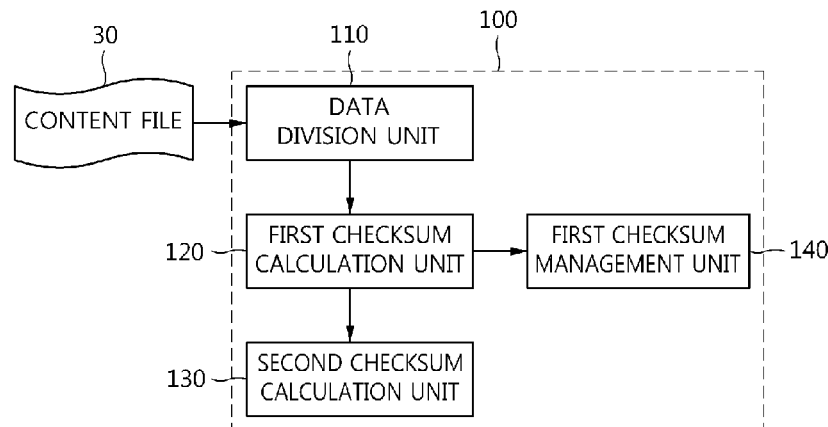 30
110
100
CONTENT FILE
DATA
DIVISION UNIT
120
FIRST CHECKSUM
CALCULATION UNIT
FIRST CHECKSUM
MANAGEMENT UNIT
140
130
SECOND CHECKSUM
CALCULATION UNIT